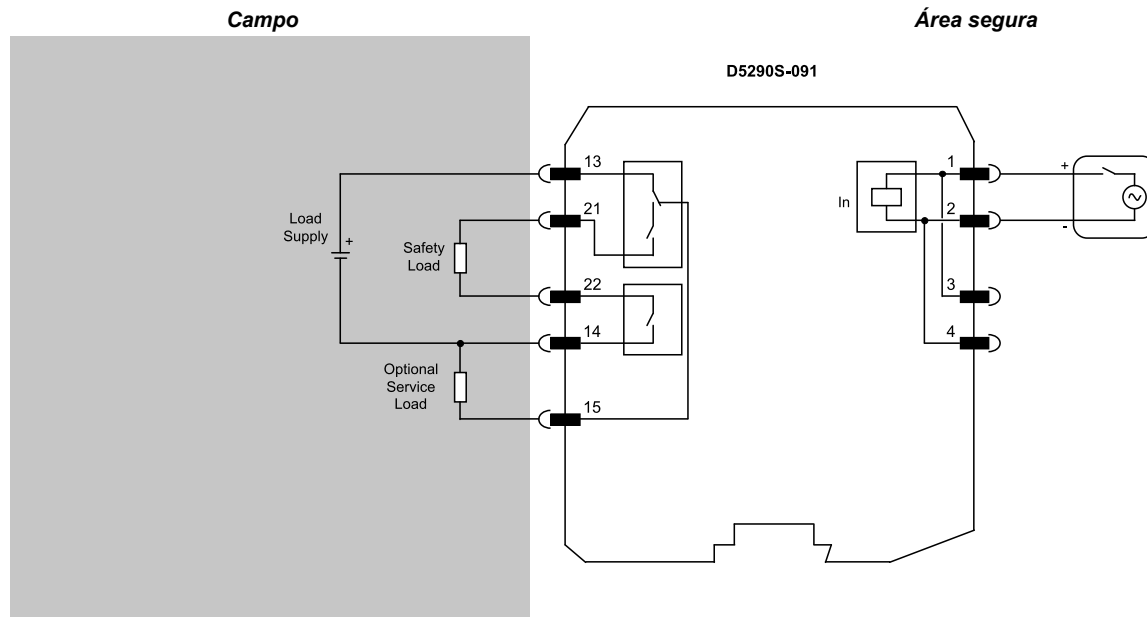 Campo
Área segura
D5290S-091
13
1
+
21
In
2
Load
Supply
+
Safety
Load
-
22
3
14
4
Optional
Service
Load
15